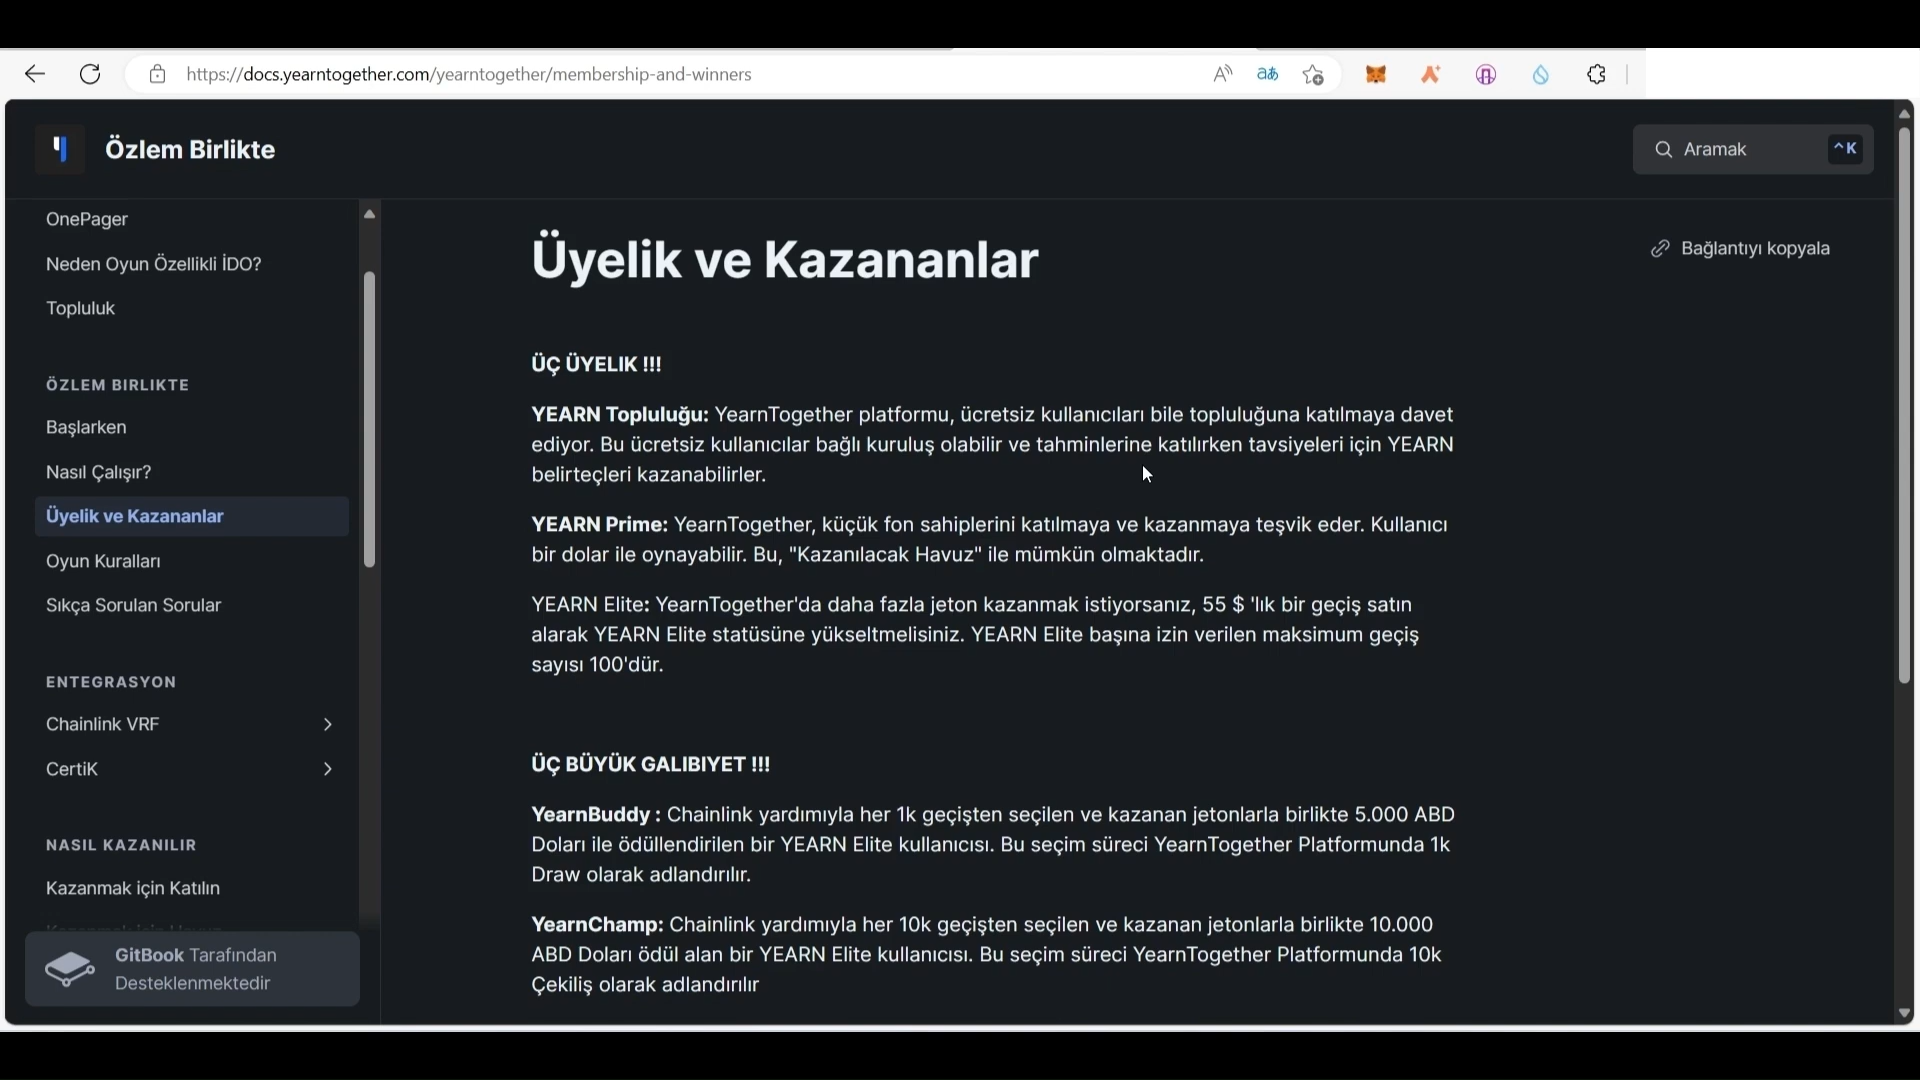 https://docs.yearntogether.com/yearntogether/membership-and-winners
Özlem Birlikte
Aramak
^K
OnePager
Neden Oyun Özellikli İDO?
Topluluk
ÖZLEM BIRLIKTE
Başlarken
Nasıl Çalışır?
Üyelik ve Kazananlar
Oyun Kuralları
Sıkça Sorulan Sorular
ENTEGRASYON
Chainlink VRF
CertiK
NASIL KAZANILIR
Kazanmak için Katılın
GitBook Tarafından
Desteklenmektedir
Üyelik ve Kazananlar
Bağlantıyı kopyala
ÜÇ ÜYELIK !!!
YEARN Topluluğu: YearnTogether platformu, ücretsiz kullanıcıları bile topluluğuna katılmaya davet
ediyor. Bu ücretsiz kullanıcılar bağlı kuruluş olabilir ve tahminlerine katılırken tavsiyeleri için YEARN
belirteçleri kazanabilirler.
YEARN Prime: YearnTogether, küçük fon sahiplerini katılmaya ve kazanmaya teşvik eder. Kullanıcı
bir dolar ile oynayabilir. Bu, "Kazanılacak Havuz" ile mümkün olmaktadır.
YEARN Elite: YearnTogether'da daha fazla jeton kazanmak istiyorsanız, 55 $ 'lık bir geçiş satın
alarak YEARN Elite statüsüne yükseltmelisiniz. YEARN Elite başına izin verilen maksimum geçiş
sayısı 100'dür.
ÜÇ BÜYÜK GALIBIYET !!!
YearnBuddy : Chainlink yardımıyla her 1k geçişten seçilen ve kazanan jetonlarla birlikte 5.000 ABD
Doları ile ödüllendirilen bir YEARN Elite kullanıcısı. Bu seçim süreci YearnTogether Platformunda 1k
Draw olarak adlandırılır.
YearnChamp: Chainlink yardımıyla her 10k geçişten seçilen ve kazanan jetonlarla birlikte 10.000
ABD Doları ödül alan bir YEARN Elite kullanıcısı. Bu seçim süreci YearnTogether Platformunda 10k
Çekiliş olarak adlandırılır